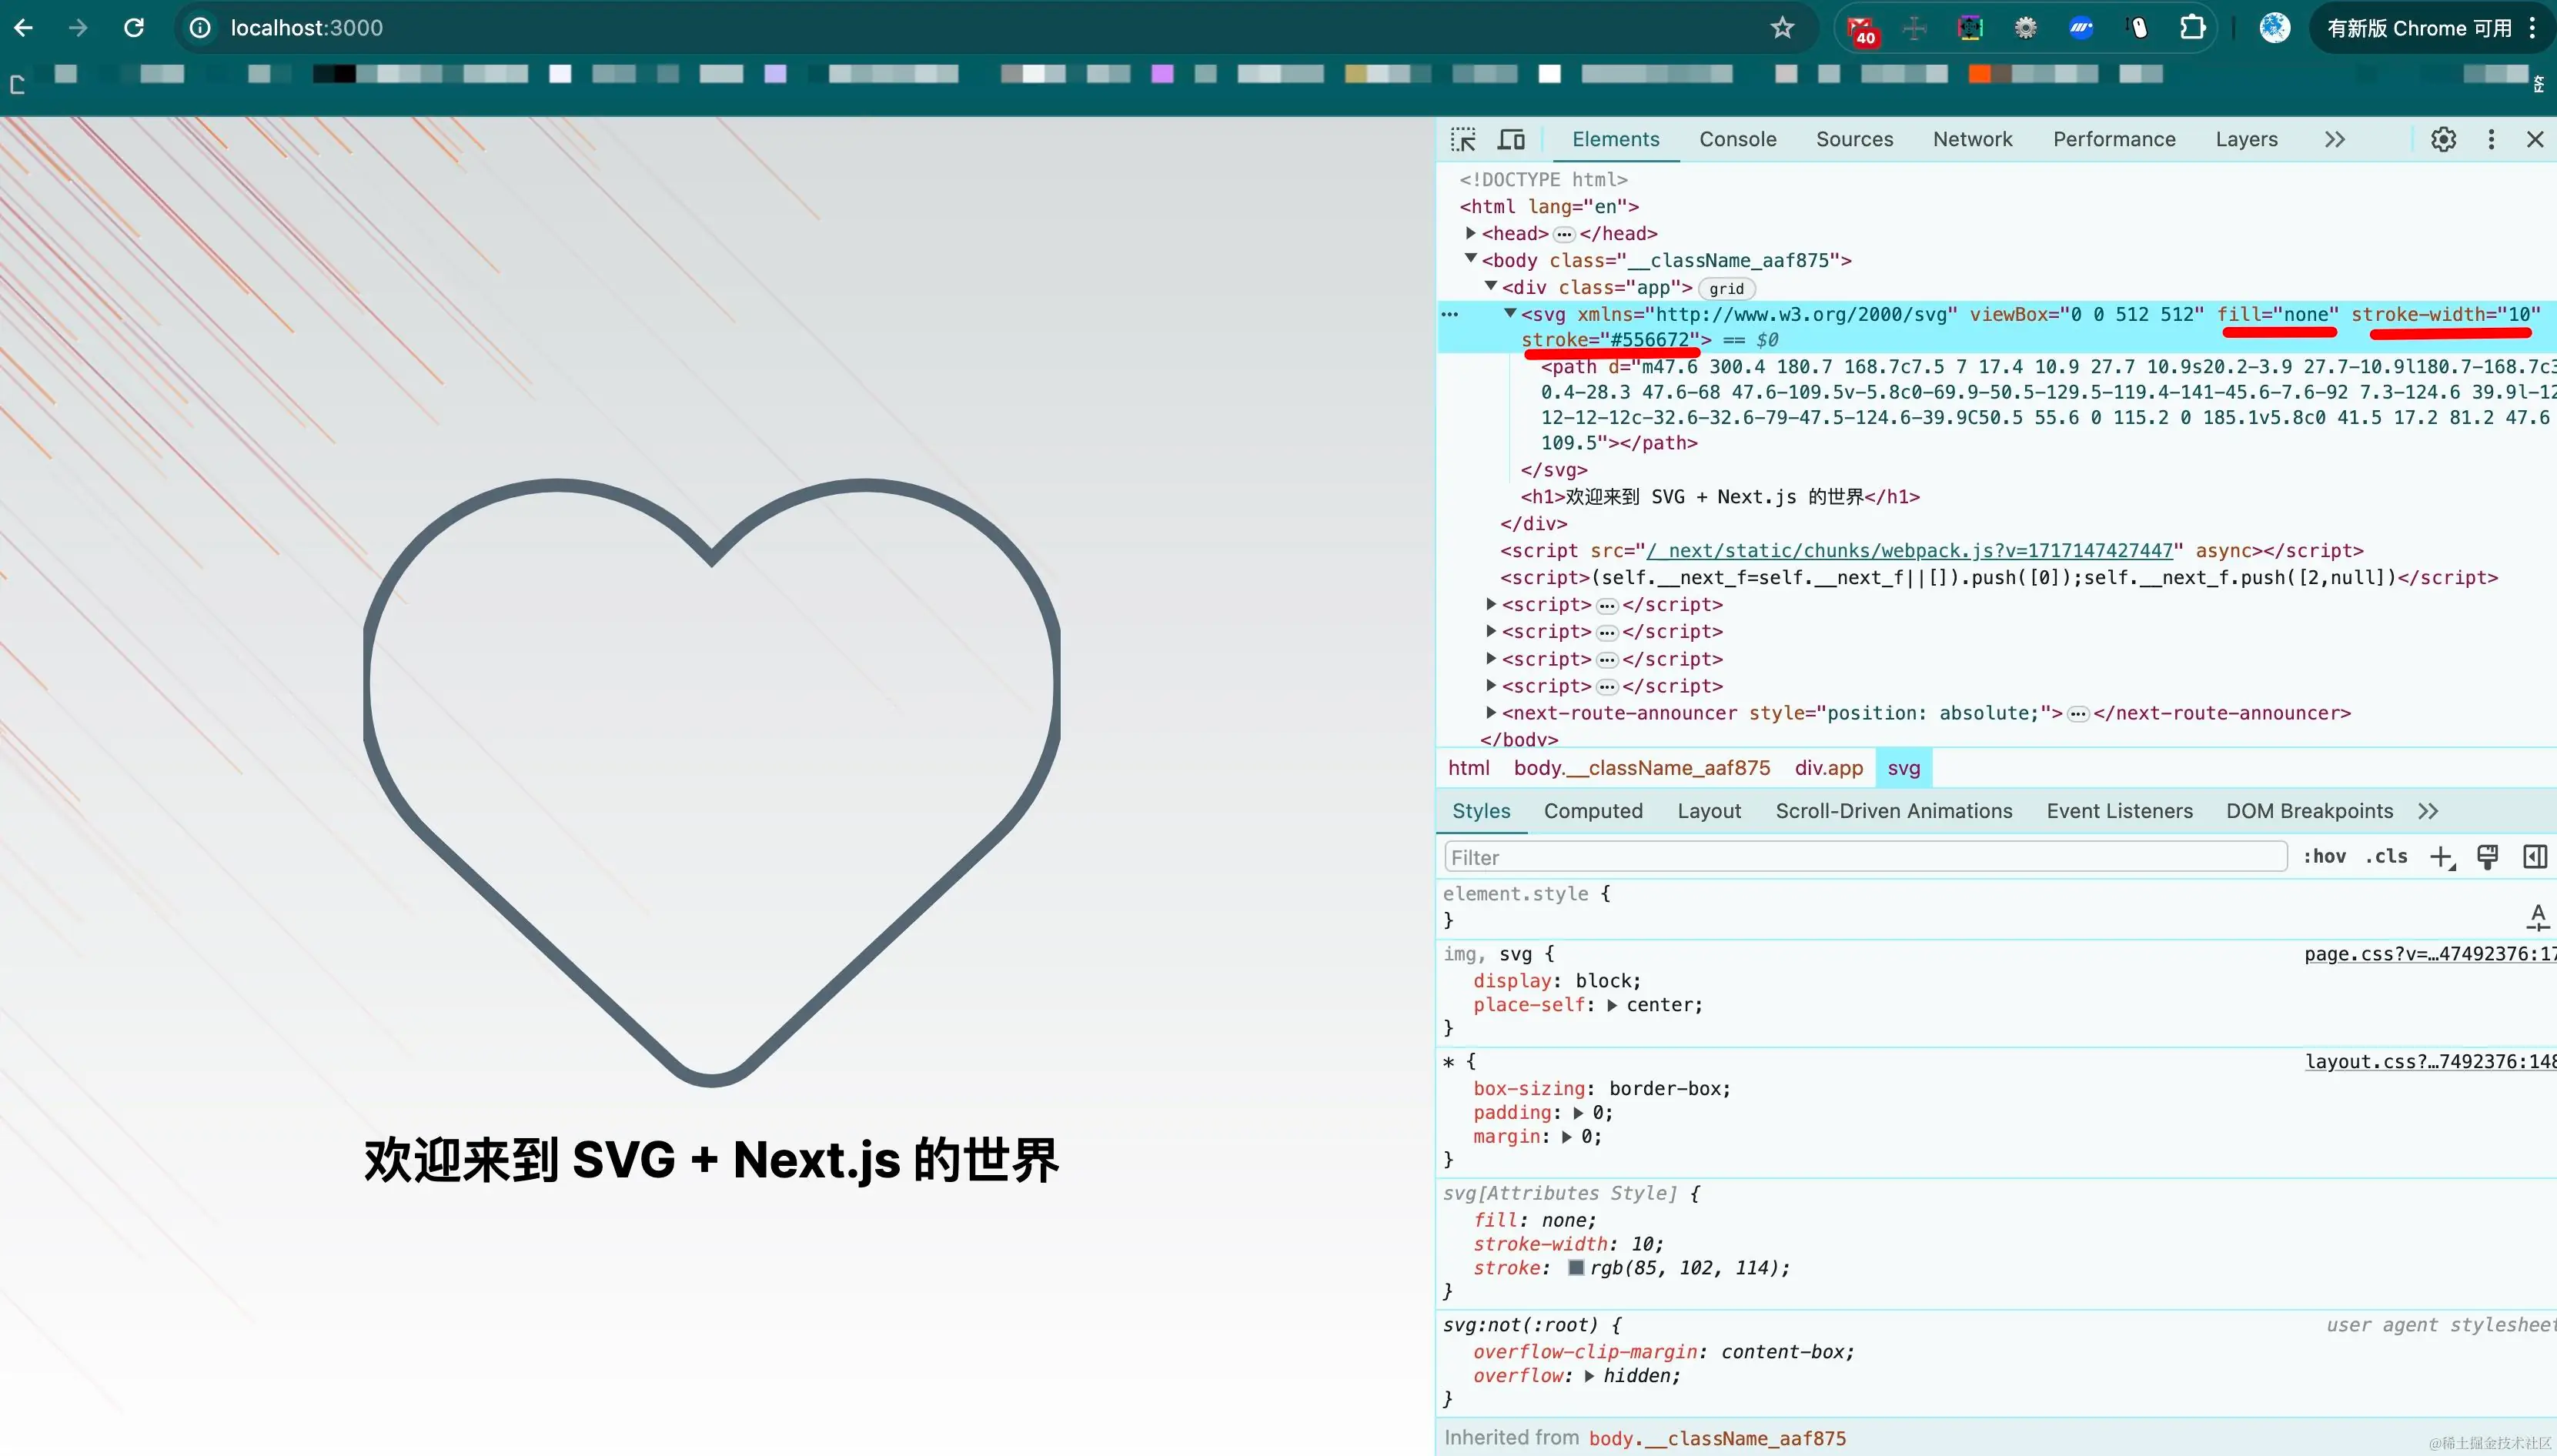 localhost:3000
40
有新版 Chrome 可用
Elements Console Sources Network Performance Layers
<!DOCTYPE html>
<html lang="en">
<head> </head>
<body class="__className_aaf875">
<div class="app"> grid
<svg xmlns="http://www.w3.org/2000/svg" viewBox="0 0 512 512" fill="none" stroke-width="10"
stroke="#556672"> == $0
<path d="m47.6 300.4 180.7 168.7c7.5 7 17.4 10.9 27.7 10.9s20.2-3.9 27.7-10.9l180.7-168.7c3
0.4-28.3 47.6-68 47.6-109.5v-5.8c0-69.9-50.5-129.5-119.4-141-45.6-7.6-92 7.3-124.6 39.9l-12
12-12-12c-32.6-32.6-79-47.5-124.6-39.9C50.5 55.6 0 115.2 0 185.1v5.8c0 41.5 17.2 81.2 47.6
109.5"></path>
</svg>
<h1>欢迎来到 SVG + Next.js 的世界</h1>
</div>
<script src="/_next/static/chunks/webpack.js?v=1717147427447" async></script>
<script>(self.__next_f=self.__next_f||[]).push([0]);self.__next_f.push([2,null])</script>
<script> </script>
<script> </script>
<script> </script>
<script> </script>
<next-route-announcer style="position: absolute;"> </next-route-announcer>
</body>
html body.__className_aaf875 div.app svg
Styles Computed Layout Scroll-Driven Animations Event Listeners DOM Breakpoints
Filter :hov .cls
element.style {
}
img, svg { page.css?v=…47492376:17
display: block;
place-self: center;
}
* { layout.css?…7492376:148
box-sizing: border-box;
padding: 0;
margin: 0;
}
svg[Attributes Style] {
fill: none;
stroke-width: 10;
stroke: rgb(85, 102, 114);
}
svg:not(:root) { user agent stylesheet
overflow-clip-margin: content-box;
overflow: hidden;
}
Inherited from body.__className_aaf875
欢迎来到 SVG + Next.js 的世界
@稀土掘金技术社区